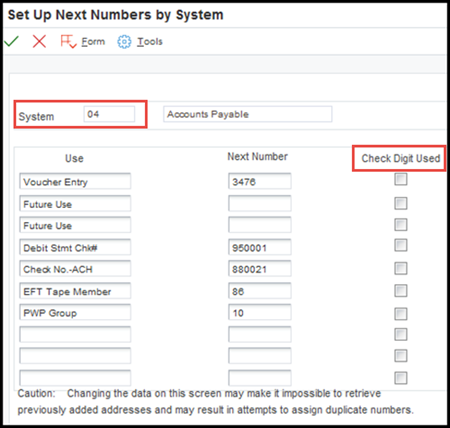 Set Up Next Numbers by System
Form Tools
System 04 Accounts Payable
Use Next Number Check Digit Used
Voucher Entry 3476
Future Use
Future Use
Debit Stmt Chk# 950001
Check No.-ACH 880021
EFT Tape Member 86
PWP Group 10
Caution: Changing the data on this screen may make it impossible to retrieve
previously added addresses and may result in attempts to assign duplicate numbers.